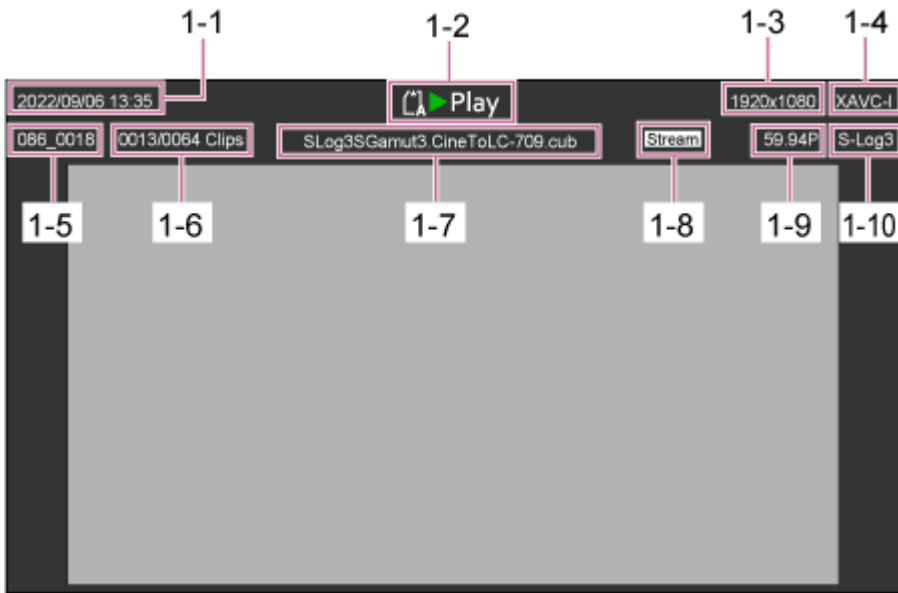 1-1 1-2 1-3 1-4
2022/09/06 13:35 A Play 1920x1080 XAVC-I
086_0018 0013/0064 Clips SLog3SGamut3.CineToLC-709.cub Stream 59.94P S-Log3
1-5 1-6 1-7 1-8 1-9 1-10